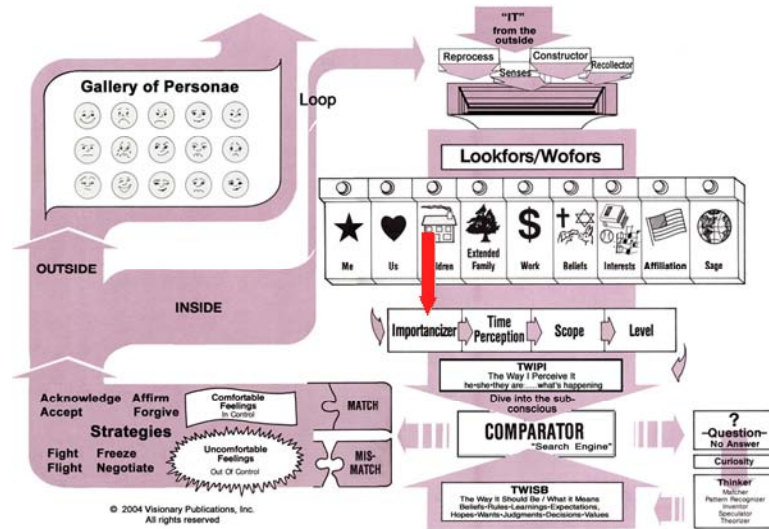 "IT"
from the
outside
Reprocess
Senses
Constructor
Recollector
Gallery of Personae
Loop
Lookfors/Wofors
Me
Us
ldren
Extended
Family
Work
Beliefs
Interests
Affiliation
Sage
OUTSIDE
INSIDE
Importancizer
Time
Perception
Scope
Level
TWIPI
The Way I Perceive It
he•she•they are.....what's happening
Dive into the sub-
conscious
Acknowledge
Accept
Affirm
Forgive
Strategies
Fight
Flight
Freeze
Negotiate
Comfortable
Feelings
In Control
Uncomfortable
Feelings
Out Of Control
MATCH
MIS-
MATCH
COMPARATOR
"Search Engine"
?
-Question-
No Answer
Curiosity
Thinker
Matcher
Pattern Recognizer
Inventor
Speculator
Theorizer
TWISB
The Way It Should Be / What it Means
Beliefs-Rules-Learnings-Expectations,
Hopes-Wants-Judgments-Decisions-Values
© 2004 Visionary Publications, Inc.
All rights reserved